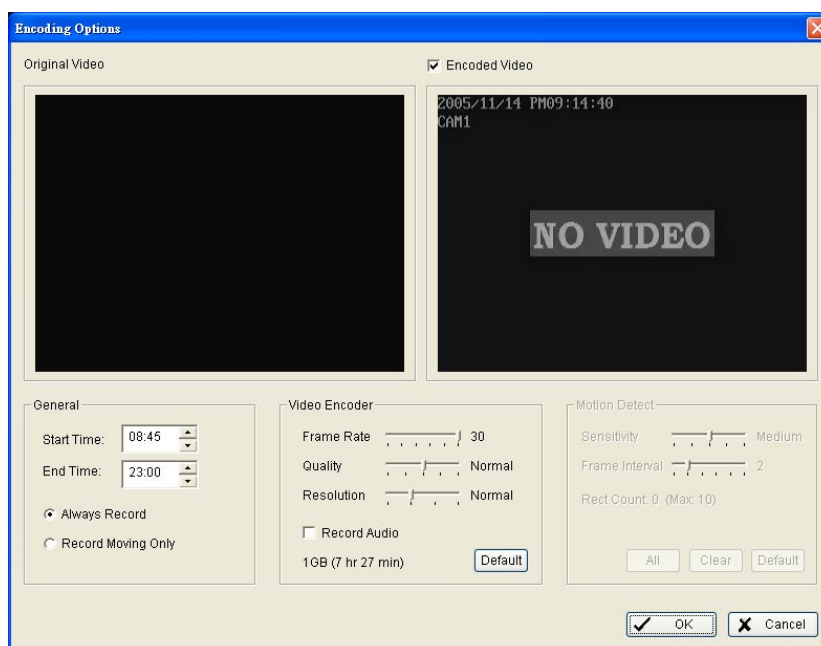 Encoding Options
Original Video
Encoded Video
2005/11/14 PM09:14:40
CAM1
NO VIDEO
General
Start Time: 08:45
End Time: 23:00
Always Record
Record Moving Only
Video Encoder
Frame Rate 30
Quality Normal
Resolution Normal
Record Audio
1GB (7 hr 27 min) Default
Motion Detect
Sensitivity Medium
Frame Interval 2
Rect Count: 0 (Max: 10)
All Clear Default
OK Cancel